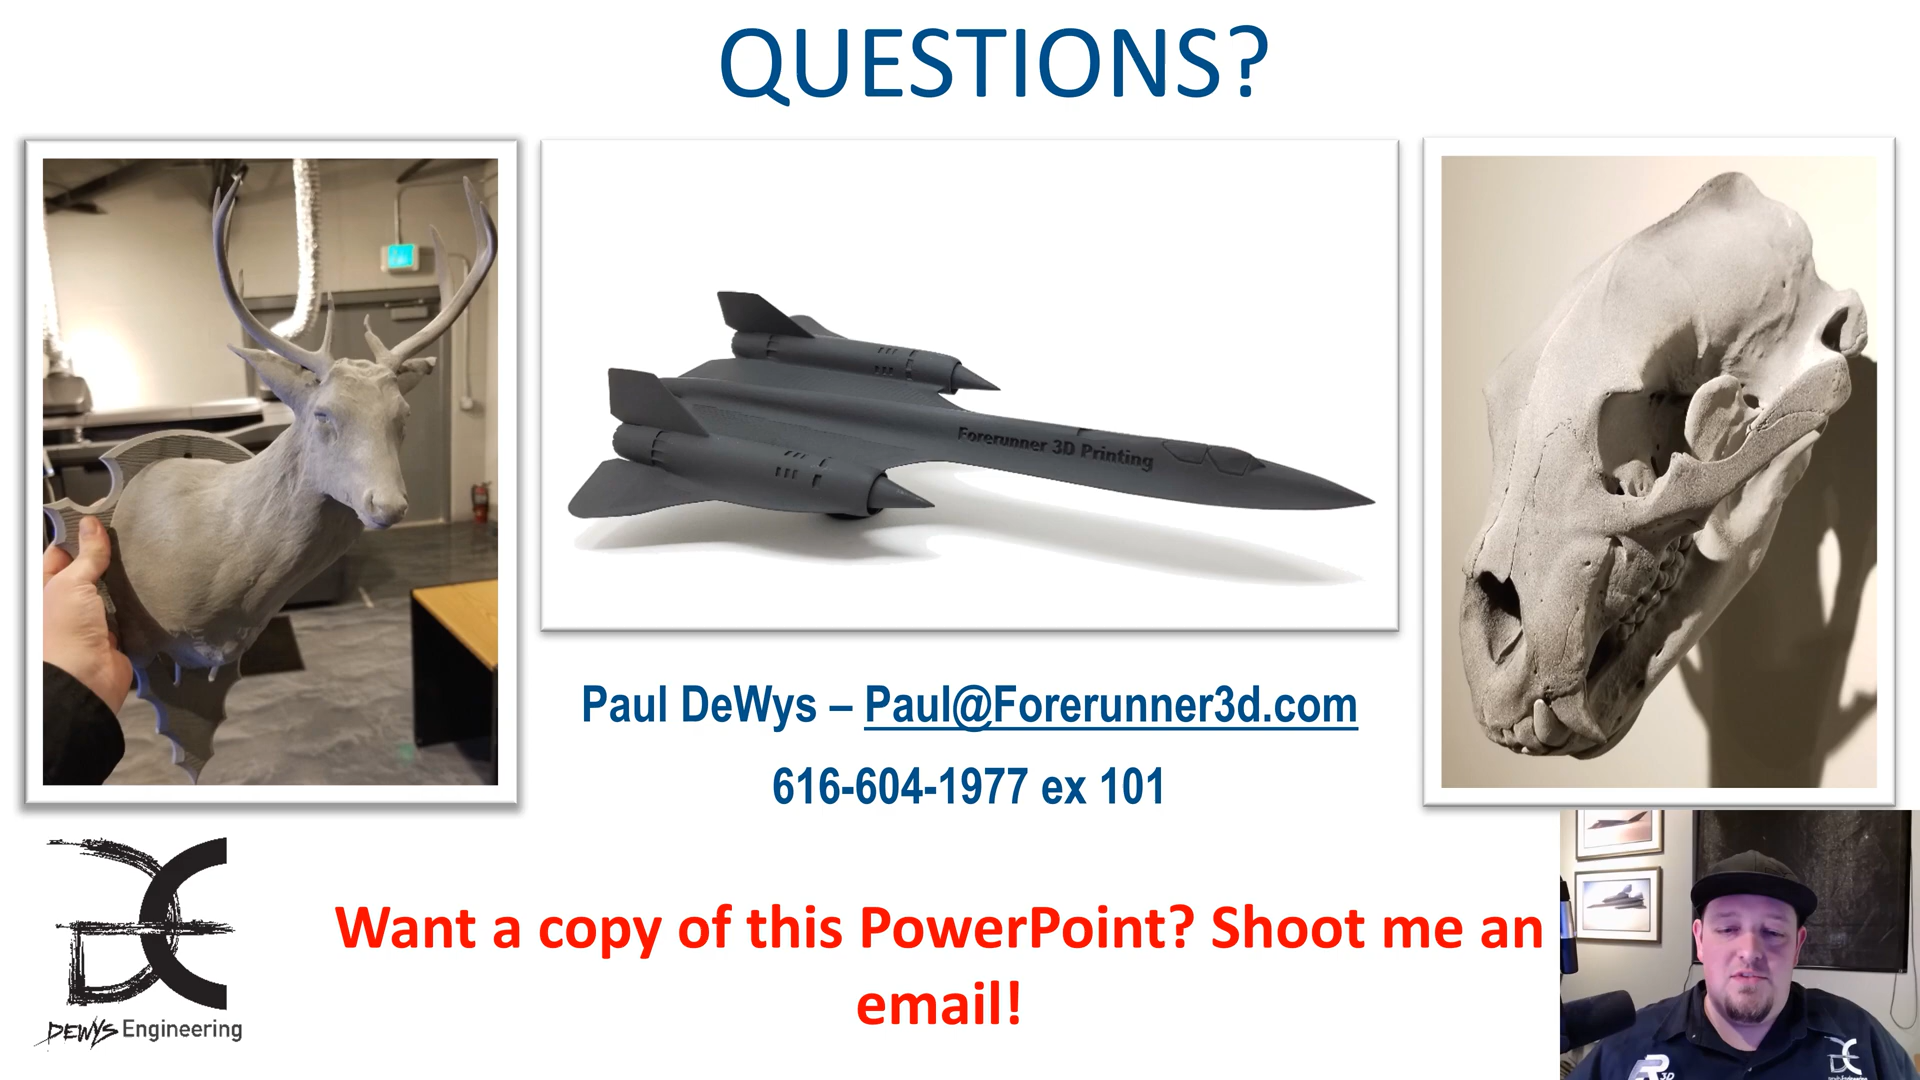 QUESTIONS?
Forerunner 3D Printing
Paul DeWys – Paul@Forerunner3d.com
616-604-1977 ex 101
Want a copy of this PowerPoint? Shoot me an
email!
DEWYS Engineering